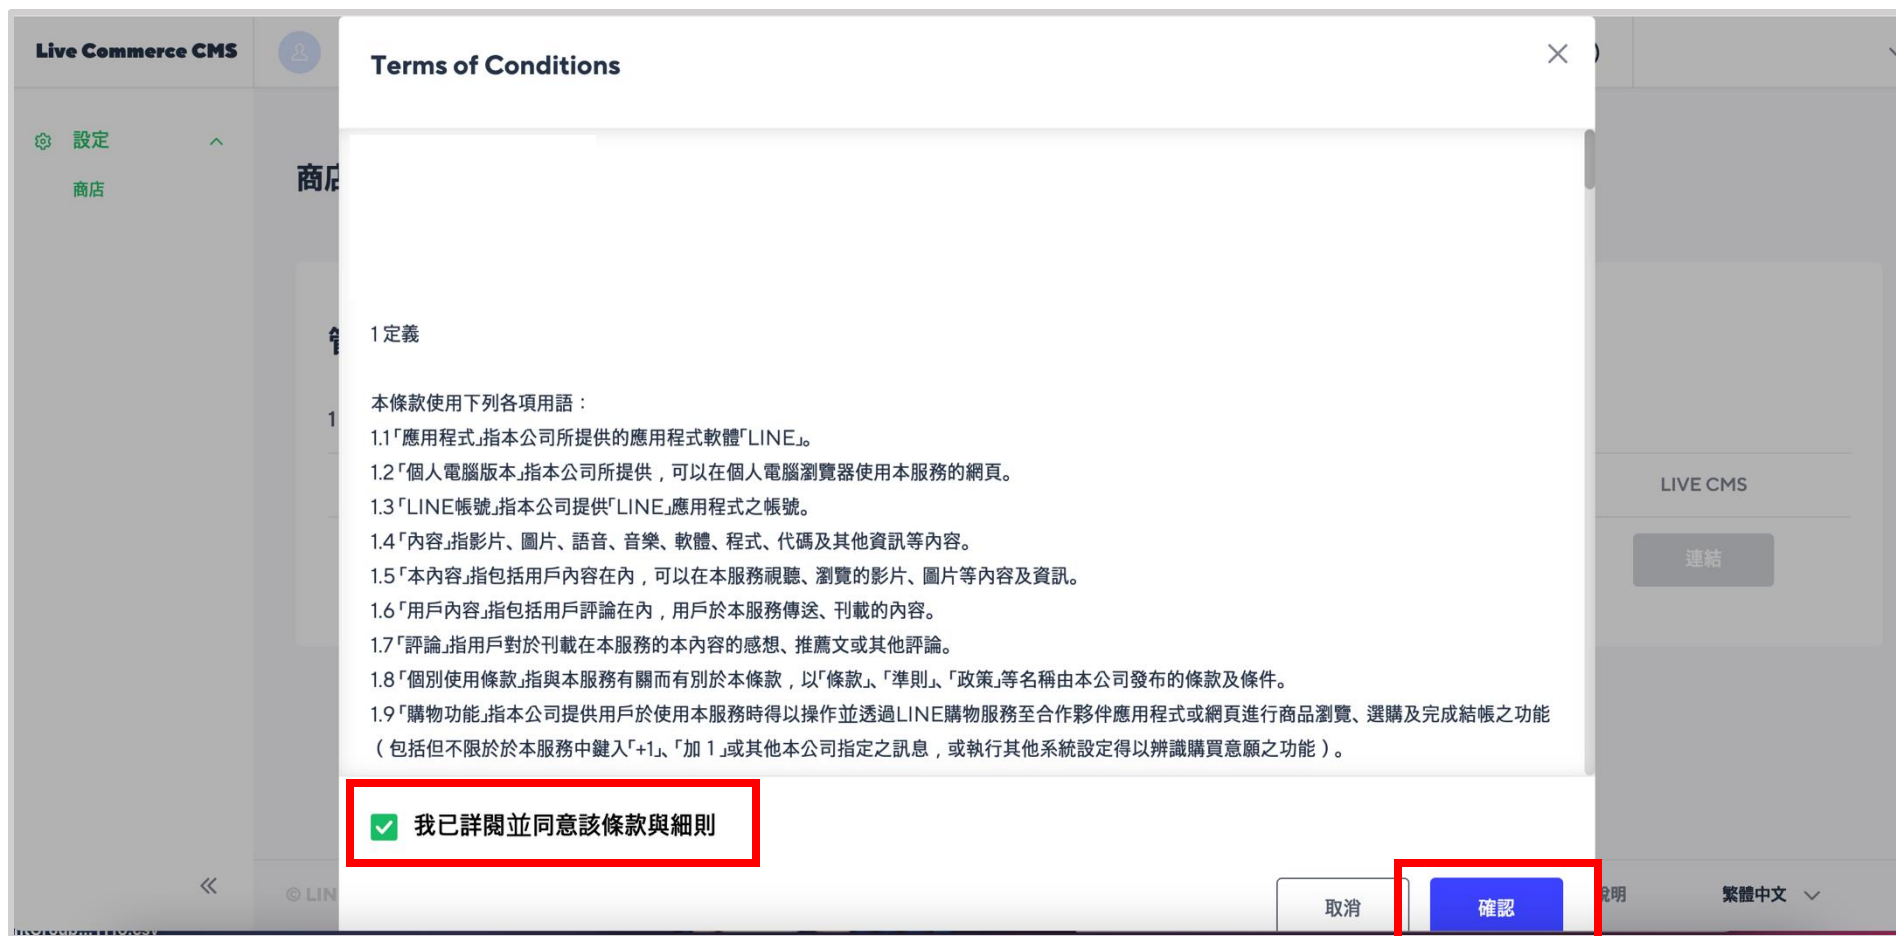 Live Commerce CMS
Terms of Conditions
設定
商店
商店
1 定義
本條款使用下列各項用語：
1.1「應用程式」指本公司所提供的應用程式軟體「LINE」。
1.2「個人電腦版本」指本公司所提供，可以在個人電腦瀏覽器使用本服務的網頁。
1
1.3「LINE帳號」指本公司提供「LINE」應用程式之帳號。
LIVE CMS
1.4「內容」指影片、圖片、語音、音樂、軟體、程式、代碼及其他資訊等內容。
連結
1.5「本內容」指包括用戶內容在內，可以在本服務視聽、瀏覽的影片、圖片等內容及資訊。
1.6「用戶內容」指包括用戶評論在內，用戶於本服務傳送、刊載的內容。
1.7「評論」指用戶對於刊載在本服務的本內容的感想、推薦文或其他評論。
1.8「個別使用條款」指與本服務有關而有別於本條款，以「條款」、「準則」、「政策」等名稱由本公司發布的條款及條件。
1.9「購物功能」指本公司提供用戶於使用本服務時得以操作並透過LINE購物服務至合作夥伴應用程式或網頁進行商品瀏覽、選購及完成結帳之功能
（包括但不限於於本服務中鍵入「+1」、「加 1」或其他本公司指定之訊息，或執行其他系統設定得以辨識購買意願之功能）。
我已詳閱並同意該條款與細則
© LIN
取消
確認
說明
繁體中文